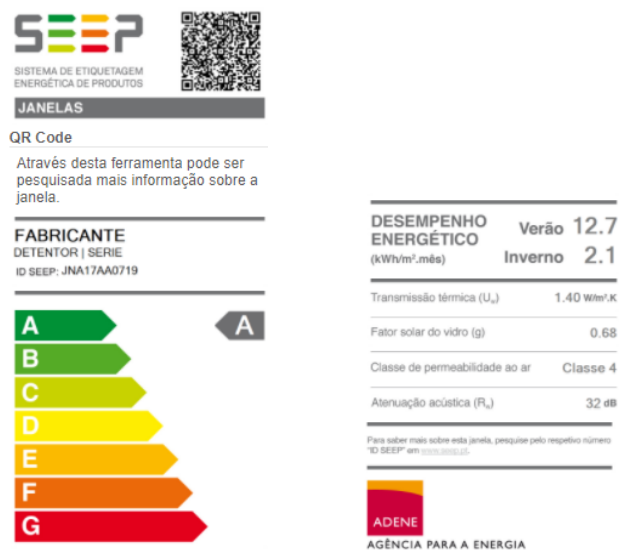 SEEP
SISTEMA DE ETIQUETAGEM
ENERGÉTICA DE PRODUTOS
JANELAS
QR Code
Através desta ferramenta pode ser
pesquisada mais informação sobre a
janela.
FABRICANTE
DETENTOR | SERIE
ID SEEP: JNA17AA0719
A A
B
C
D
E
F
G
DESEMPENHO
ENERGÉTICO
(kWh/m².mês)
Verão 12.7
Inverno 2.1
Transmissão térmica (Uw) 1.40 W/m².K
Fator solar do vidro (g) 0.68
Classe de permeabilidade ao ar Classe 4
Atenuação acústica (Rw) 32 dB
Para saber mais sobre esta janela, pesquise pelo respetivo número
"ID SEEP" em www.seep.pt.
ADENE
AGÊNCIA PARA A ENERGIA